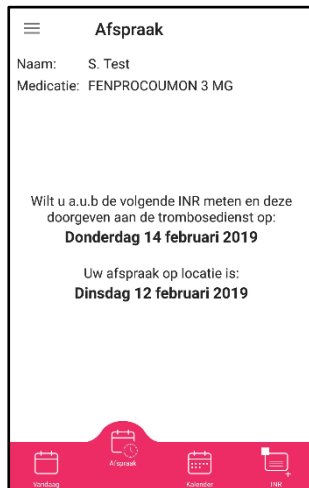 Afspraak
Naam: S. Test
Medicatie: FENPROCOUMON 3 MG
Wilt u a.u.b de volgende INR meten en deze
doorgeven aan de trombosedienst op:
Donderdag 14 februari 2019
Uw afspraak op locatie is:
Dinsdag 12 februari 2019
Vandaag Afspraak Kalender INR